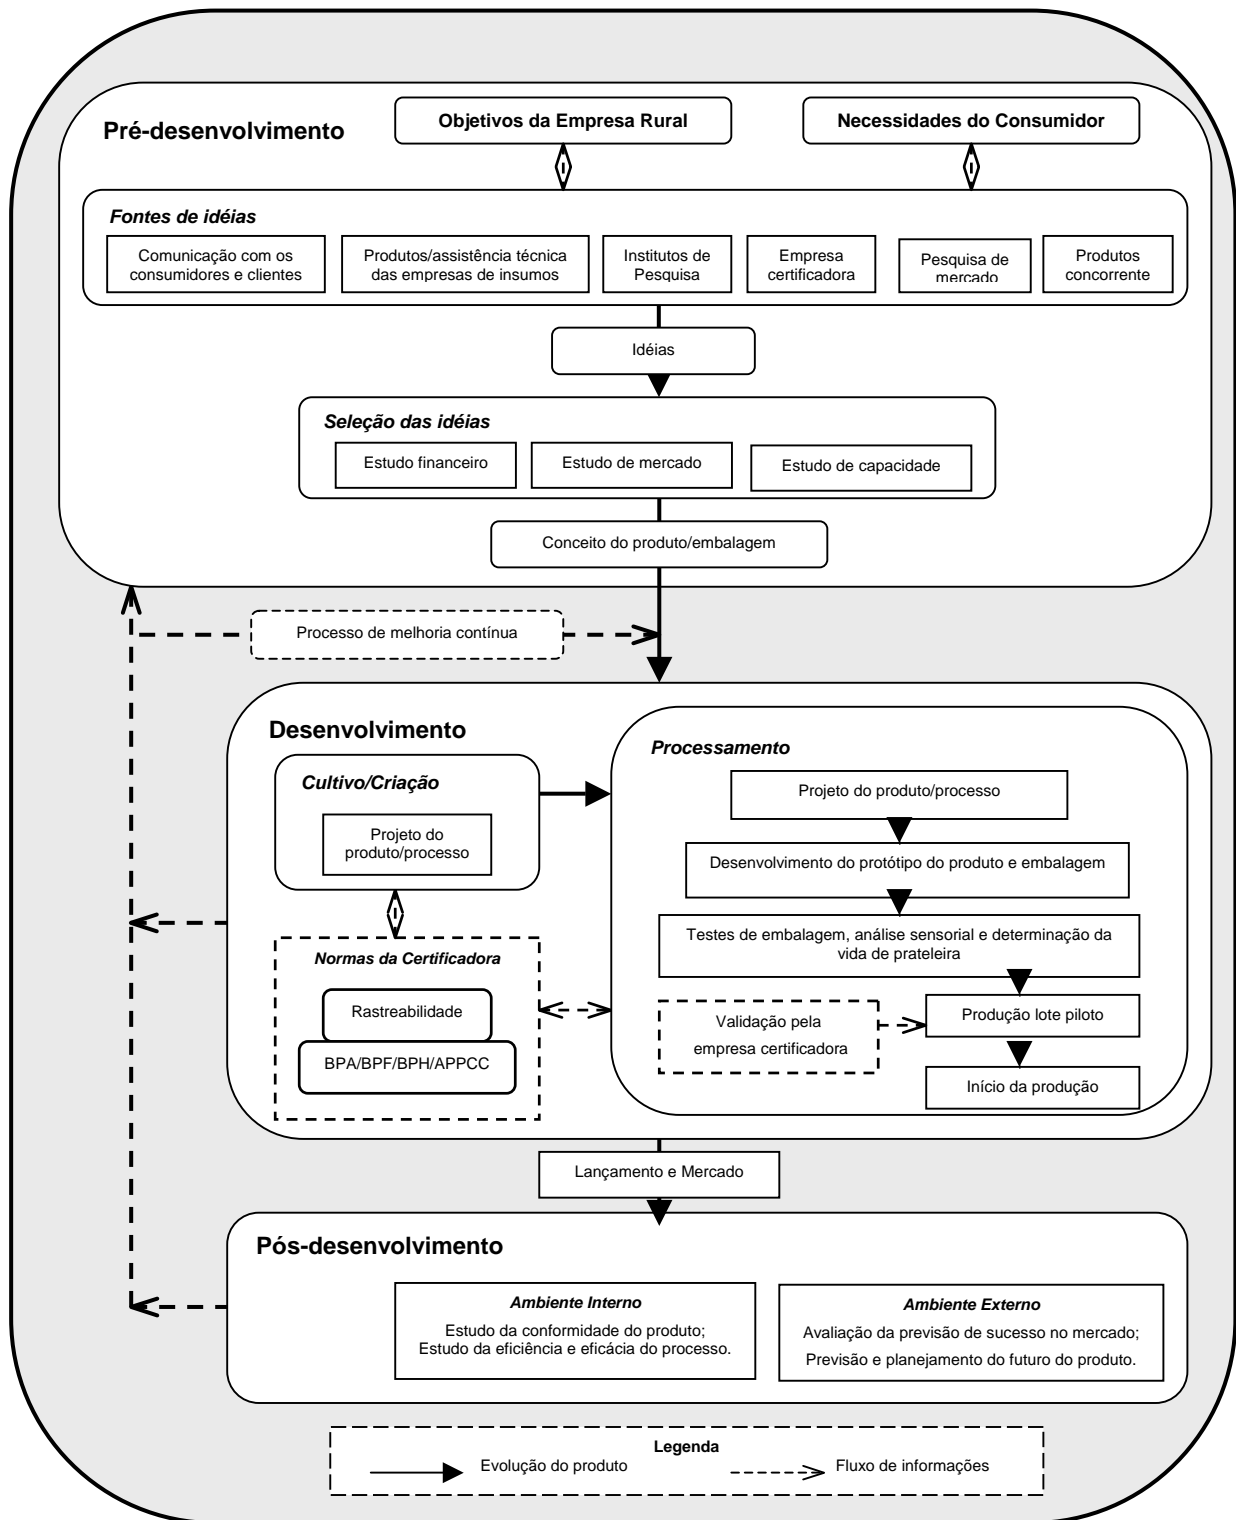 Pré-desenvolvimento
Objetivos da Empresa Rural
Necessidades do Consumidor
Fontes de idéias
Comunicação com os
consumidores e clientes
Produtos/assistência técnica
das empresas de insumos
Institutos de
Pesquisa
Empresa
certificadora
Pesquisa de
mercado
Produtos
concorrente
Idéias
Seleção das idéias
Estudo financeiro
Estudo de mercado
Estudo de capacidade
Conceito do produto/embalagem
Processo de melhoria contínua
Desenvolvimento
Cultivo/Criação
Projeto do
produto/processo
Normas da Certificadora
Rastreabilidade
BPA/BPF/BPH/APPCC
Processamento
Projeto do produto/processo
Desenvolvimento do protótipo do produto e embalagem
Testes de embalagem, análise sensorial e determinação da
vida de prateleira
Validação pela
empresa certificadora
Produção lote piloto
Início da produção
Lançamento e Mercado
Pós-desenvolvimento
Ambiente Interno
Estudo da conformidade do produto;
Estudo da eficiência e eficácia do processo.
Ambiente Externo
Avaliação da previsão de sucesso no mercado;
Previsão e planejamento do futuro do produto.
Legenda
Evolução do produto
Fluxo de informações